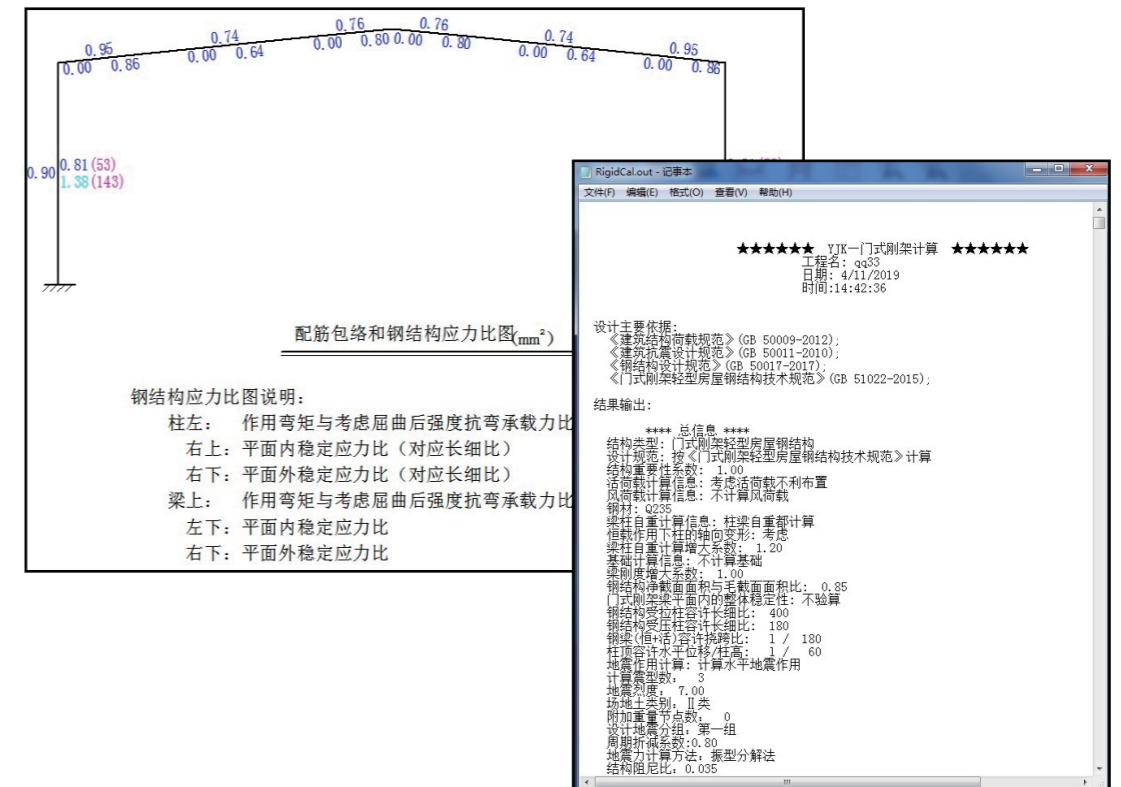 0.76 0.76
0.95 0.74 0.74 0.95
0.00 0.86 0.00 0.64 0.00 0.80 0.00 0.80 0.00 0.64 0.00 0.86
0.90 0.81(53)
1.38(143)
配筋包络和钢结构应力比图(mm²)
钢结构应力比图说明:
柱左: 作用弯矩与考虑屈曲后强度抗弯承载力比
右上: 平面内稳定应力比(对应长细比)
右下: 平面外稳定应力比(对应长细比)
梁上: 作用弯矩与考虑屈曲后强度抗弯承载力比
左下: 平面内稳定应力比
右下: 平面外稳定应力比
RigidCal.out - 记事本
文件(F) 编辑(E) 格式(O) 查看(V) 帮助(H)
★★★★★★ YJK—门式刚架计算 ★★★★★★
工程名: qq33
日期: 4/11/2019
时间:14:42:36
设计主要依据:
《建筑结构荷载规范》(GB 50009-2012);
《建筑抗震设计规范》(GB 50011-2010);
《钢结构设计规范》(GB 50017-2017);
《门式刚架轻型房屋钢结构技术规范》(GB 51022-2015);
结果输出:
**** 总信息 ****
结构类型: 门式刚架轻型房屋钢结构
设计规范: 按《门式刚架轻型房屋钢结构技术规范》计算
结构重要性系数: 1.00
活荷载计算信息: 考虑活荷载不利布置
风荷载计算信息: 不计算风荷载
钢材: Q235
梁柱自重计算信息: 柱梁自重都计算
恒载作用下柱的轴向变形: 考虑
梁柱自重计算增大系数: 1.20
基础计算信息: 不计算基础
梁刚度增大系数: 1.00
钢结构净截面面积与毛截面面积比: 0.85
门式刚架梁平面内的整体稳定性: 不验算
钢结构受拉柱容许长细比: 400
钢结构受压柱容许长细比: 180
钢梁(恒+活)容许挠跨比: 1 / 180
柱顶容许水平位移/柱高: 1 / 60
地震作用计算: 计算水平地震作用
计算震型数: 3
地震烈度: 7.00
场地土类别: Ⅱ类
附加重量节点数: 0
设计地震分组: 第一组
周期折减系数:0.80
地震力计算方法: 振型分解法
结构阻尼比: 0.035